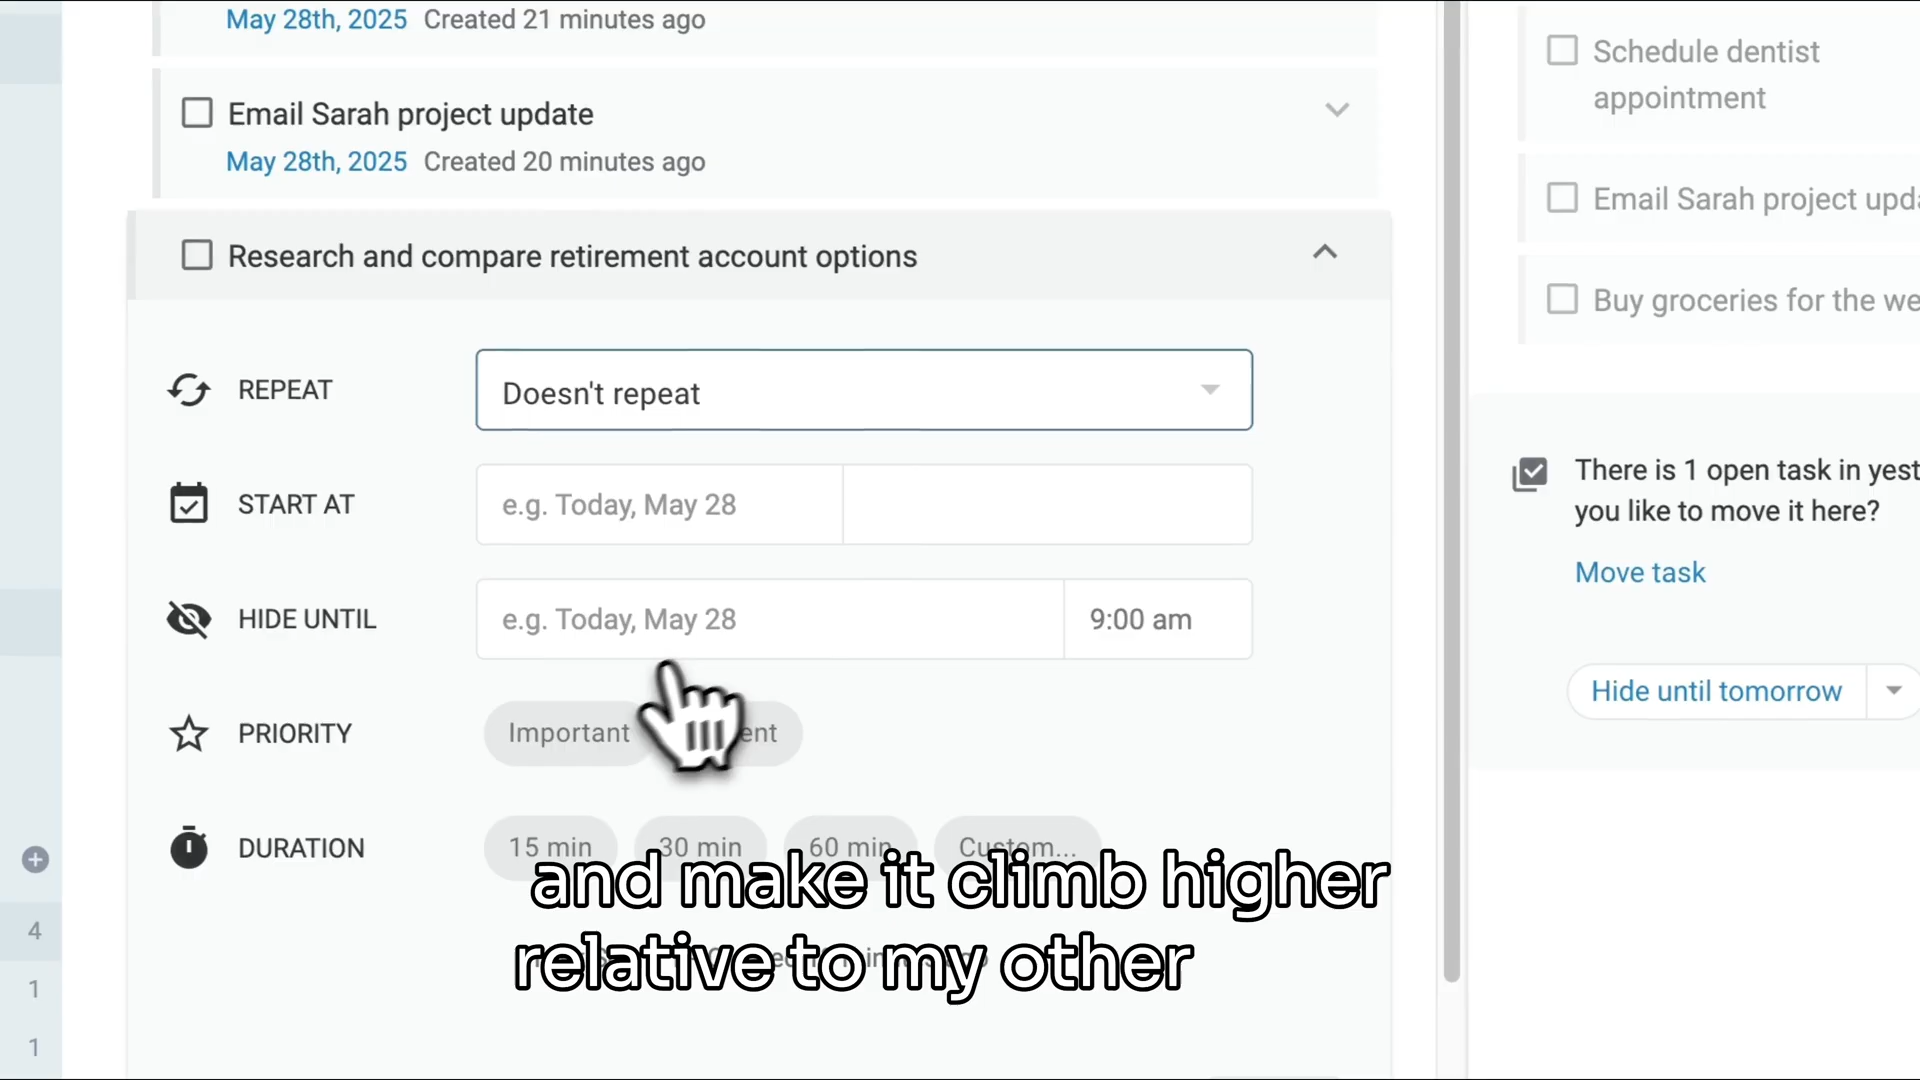 May 28th, 2025 Created 21 minutes ago
Email Sarah project update
May 28th, 2025 Created 20 minutes ago
Research and compare retirement account options
REPEAT Doesn't repeat
START AT e.g. Today, May 28
HIDE UNTIL e.g. Today, May 28 9:00 am
PRIORITY Important
DURATION 15 min 30 min 60 min Custom...
and make it climb higher
relative to my other
4
1
1
Schedule dentist
appointment
Email Sarah project upda
Buy groceries for the we
There is 1 open task in yest
you like to move it here?
Move task
Hide until tomorrow